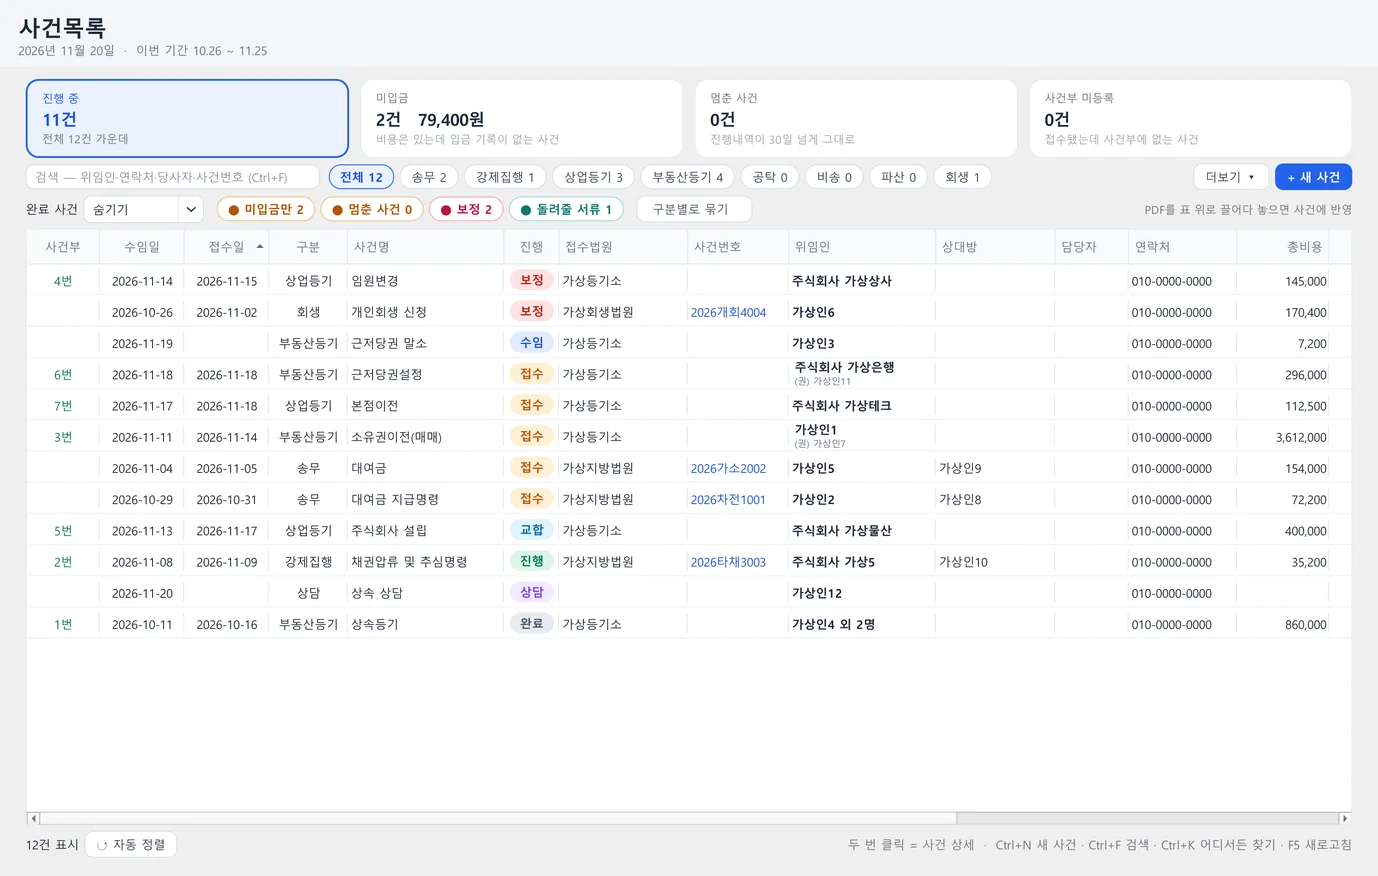 사건목록
2026년 11월 20일 · 이번 기간 10.26 ~ 11.25
진행 중
11건
전체 12건 가운데
미입금
2건 79,400원
비용은 있는데 입금 기록이 없는 사건
멈춘 사건
0건
진행내역이 30일 넘게 그대로
사건부 미등록
0건
접수됐는데 사건부에 없는 사건
검색 — 위임인·연락처·당사자·사건번호 (Ctrl+F) 전체 12 송무 2 강제집행 1 상업등기 3 부동산등기 4 공탁 0 비송 0 파산 0 회생 1 더보기 ▾ + 새 사건
완료 사건 숨기기 ● 미입금만 2 ● 멈춘 사건 0 ● 보정 2 ● 돌려줄 서류 1 구분별로 묶기 PDF를 표 위로 끌어다 놓으면 사건에 반영
사건부 수임일 접수일 구분 사건명 진행 접수법원 사건번호 위임인 상대방 담당자 연락처 총비용
4번 2026-11-14 2026-11-15 상업등기 임원변경 보정 가상등기소 주식회사 가상상사 010-0000-0000 145,000
2026-10-26 2026-11-02 회생 개인회생 신청 보정 가상회생법원 2026개회4004 가상인6 010-0000-0000 170,400
2026-11-19 부동산등기 근저당권 말소 수임 가상등기소 가상인3 010-0000-0000 7,200
6번 2026-11-18 2026-11-18 부동산등기 근저당권설정 접수 가상등기소 주식회사 가상은행 010-0000-0000 296,000
(권) 가상인11
7번 2026-11-17 2026-11-18 상업등기 본점이전 접수 가상등기소 주식회사 가상테크 010-0000-0000 112,500
3번 2026-11-11 2026-11-14 부동산등기 소유권이전(매매) 접수 가상등기소 가상인1 010-0000-0000 3,612,000
(권) 가상인7
2026-11-04 2026-11-05 송무 대여금 접수 가상지방법원 2026가소2002 가상인5 가상인9 010-0000-0000 154,000
2026-10-29 2026-10-31 송무 대여금 지급명령 접수 가상지방법원 2026차전1001 가상인2 가상인8 010-0000-0000 72,200
5번 2026-11-13 2026-11-17 상업등기 주식회사 설립 교합 가상등기소 주식회사 가상물산 010-0000-0000 400,000
2번 2026-11-08 2026-11-09 강제집행 채권압류 및 추심명령 진행 가상지방법원 2026타채3003 주식회사 가상5 가상인10 010-0000-0000 35,200
2026-11-20 상담 상속 상담 상담 가상인12 010-0000-0000
1번 2026-10-11 2026-10-16 부동산등기 상속등기 완료 가상등기소 가상인4 외 2명 010-0000-0000 860,000
12건 표시 자동 정렬 두 번 클릭 = 사건 상세 · Ctrl+N 새 사건 · Ctrl+F 검색 · Ctrl+K 어디서든 찾기 · F5 새로고침